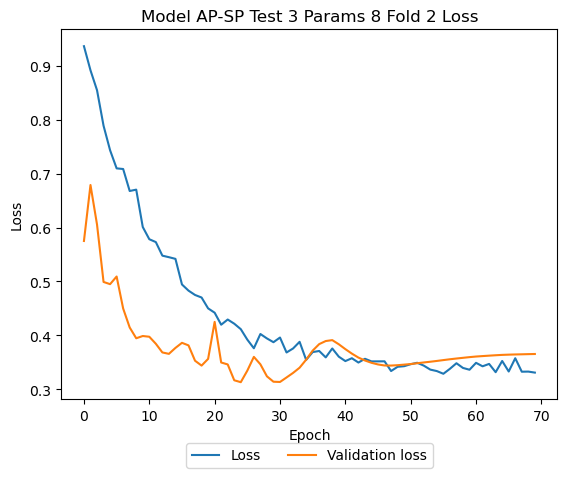 Model AP-SP Test 3 Params 8 Fold 2 Loss
Loss
0.9
0.8
0.7
0.6
0.5
0.4
0.3
0 10 20 30 40 50 60 70
Epoch
Loss Validation loss